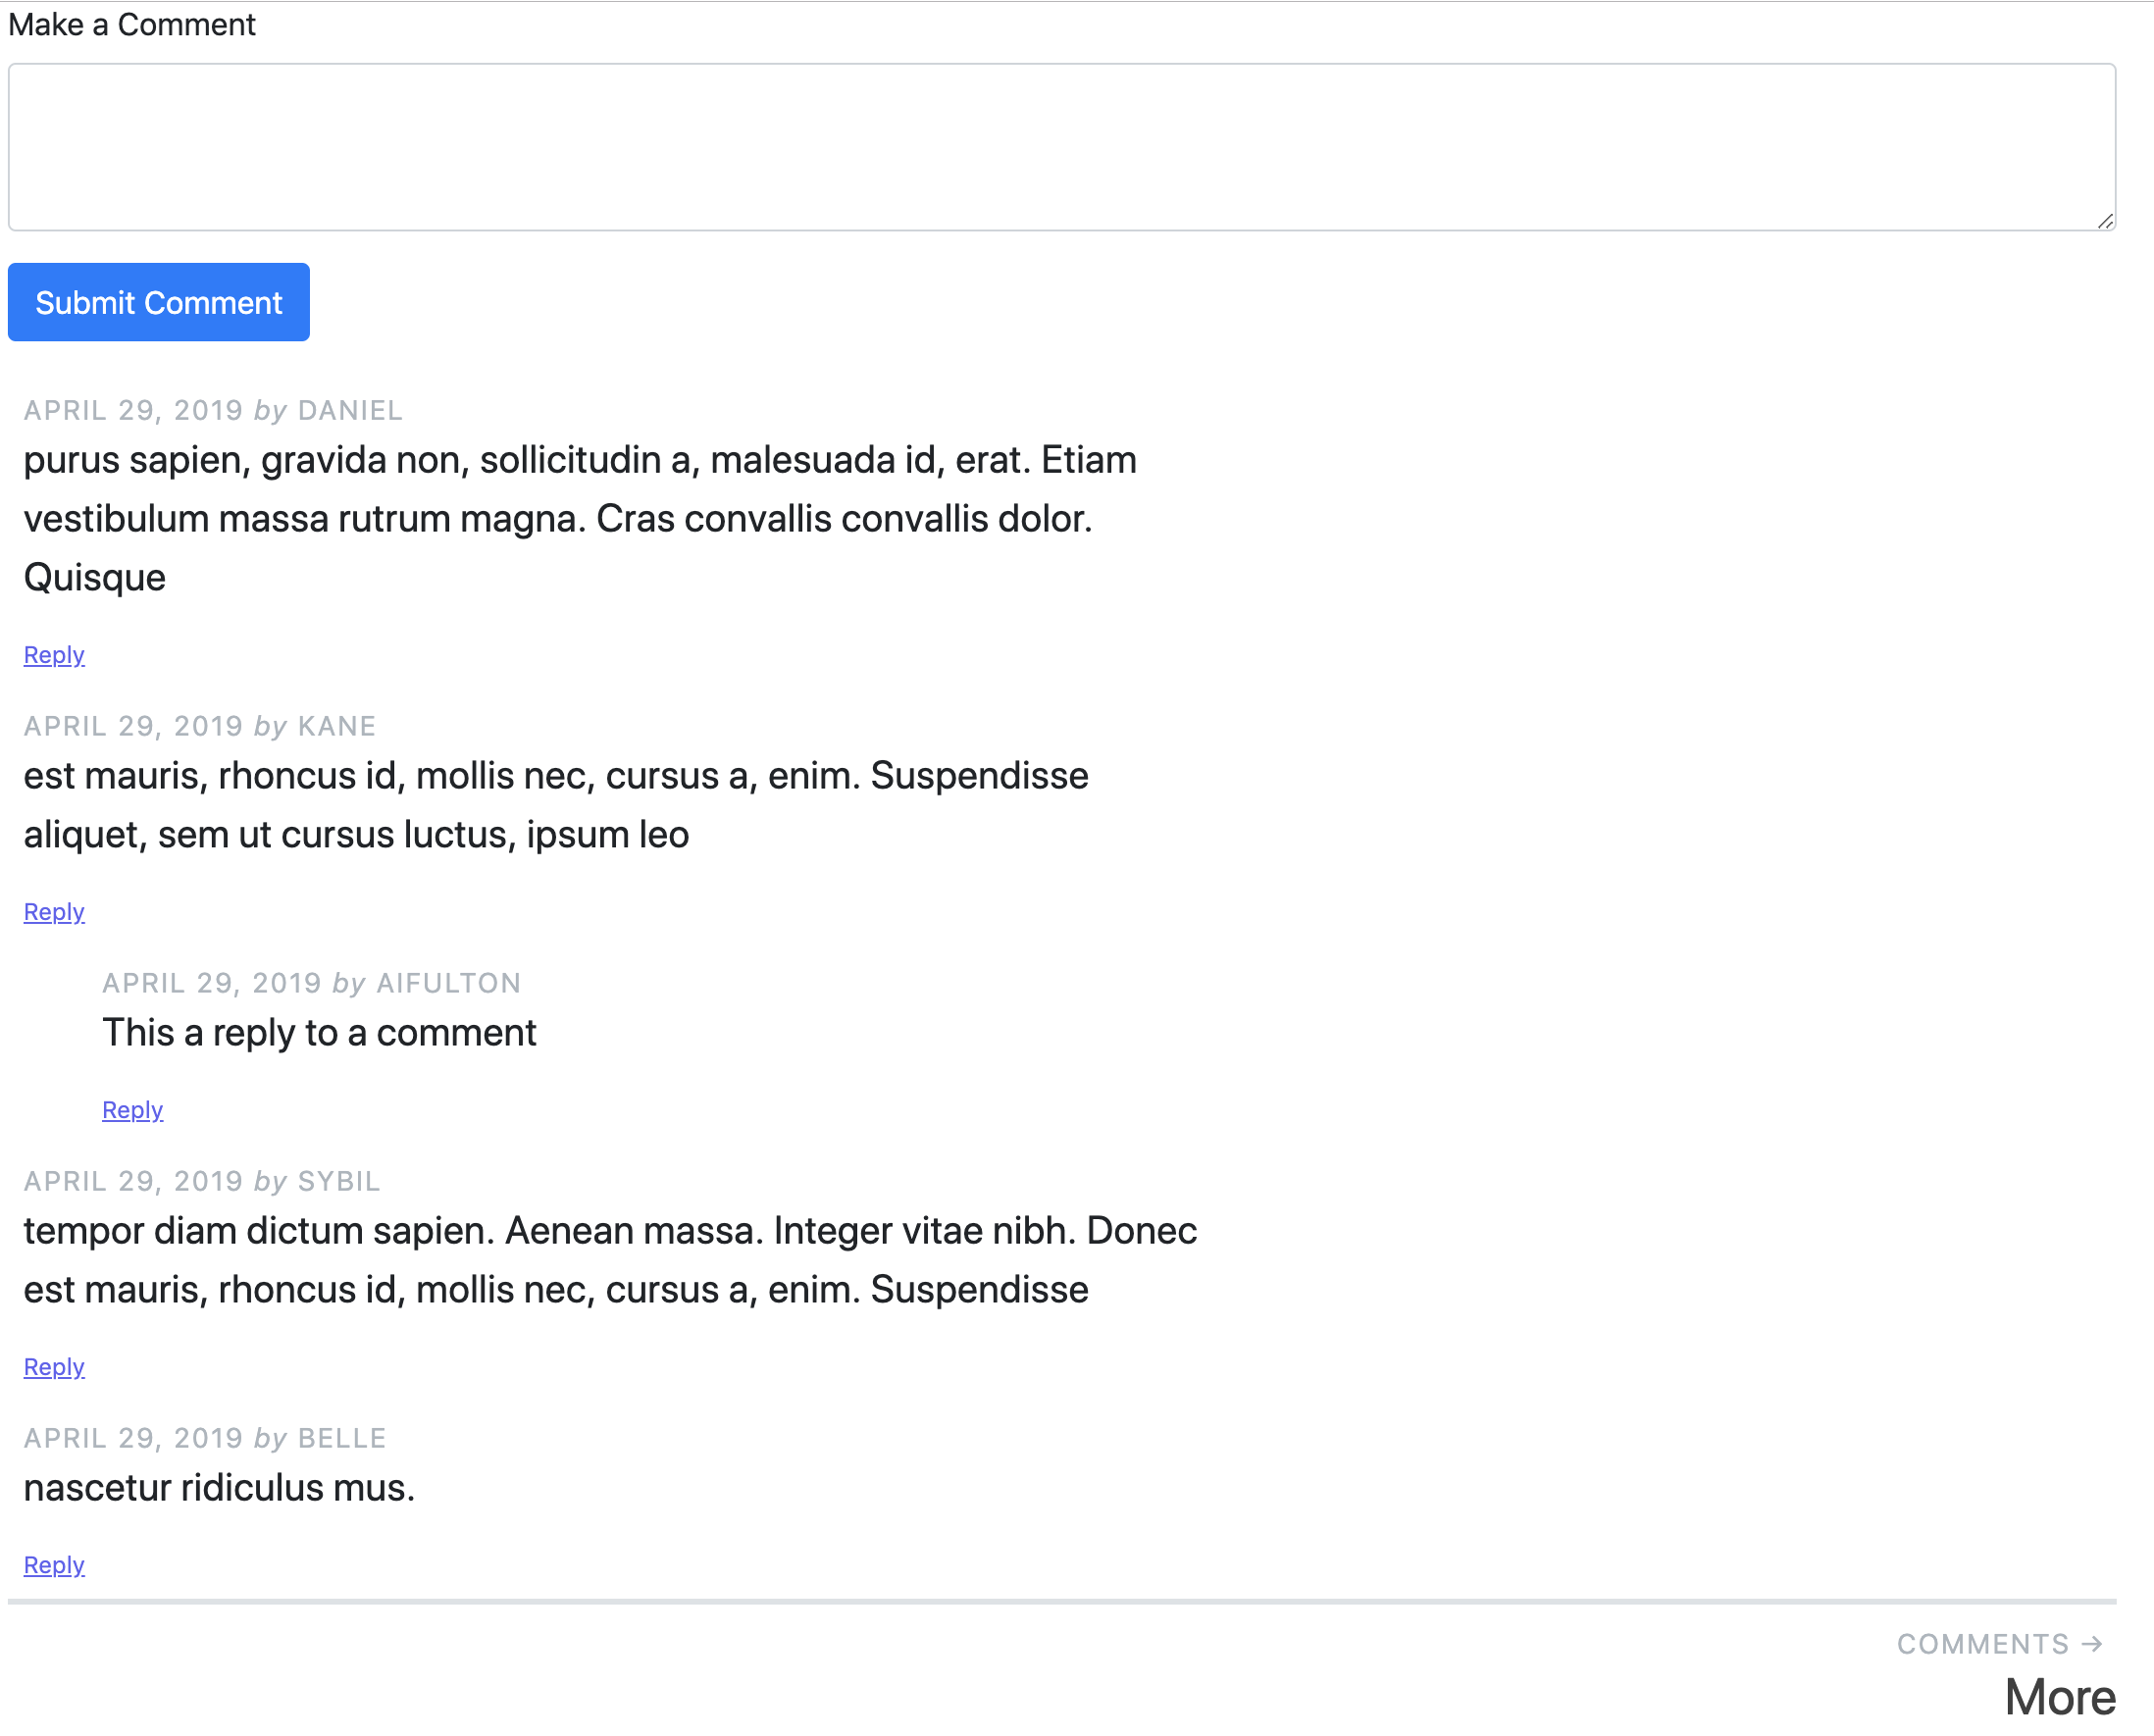 Make a Comment
Submit Comment
APRIL 29, 2019 by DANIEL
purus sapien, gravida non, sollicitudin a, malesuada id, erat. Etiam
vestibulum massa rutrum magna. Cras convallis convallis dolor.
Quisque
Reply
APRIL 29, 2019 by KANE
est mauris, rhoncus id, mollis nec, cursus a, enim. Suspendisse
aliquet, sem ut cursus luctus, ipsum leo
Reply
APRIL 29, 2019 by AIFULTON
This a reply to a comment
Reply
APRIL 29, 2019 by SYBIL
tempor diam dictum sapien. Aenean massa. Integer vitae nibh. Donec
est mauris, rhoncus id, mollis nec, cursus a, enim. Suspendisse
Reply
APRIL 29, 2019 by BELLE
nascetur ridiculus mus.
Reply
COMMENTS →
More